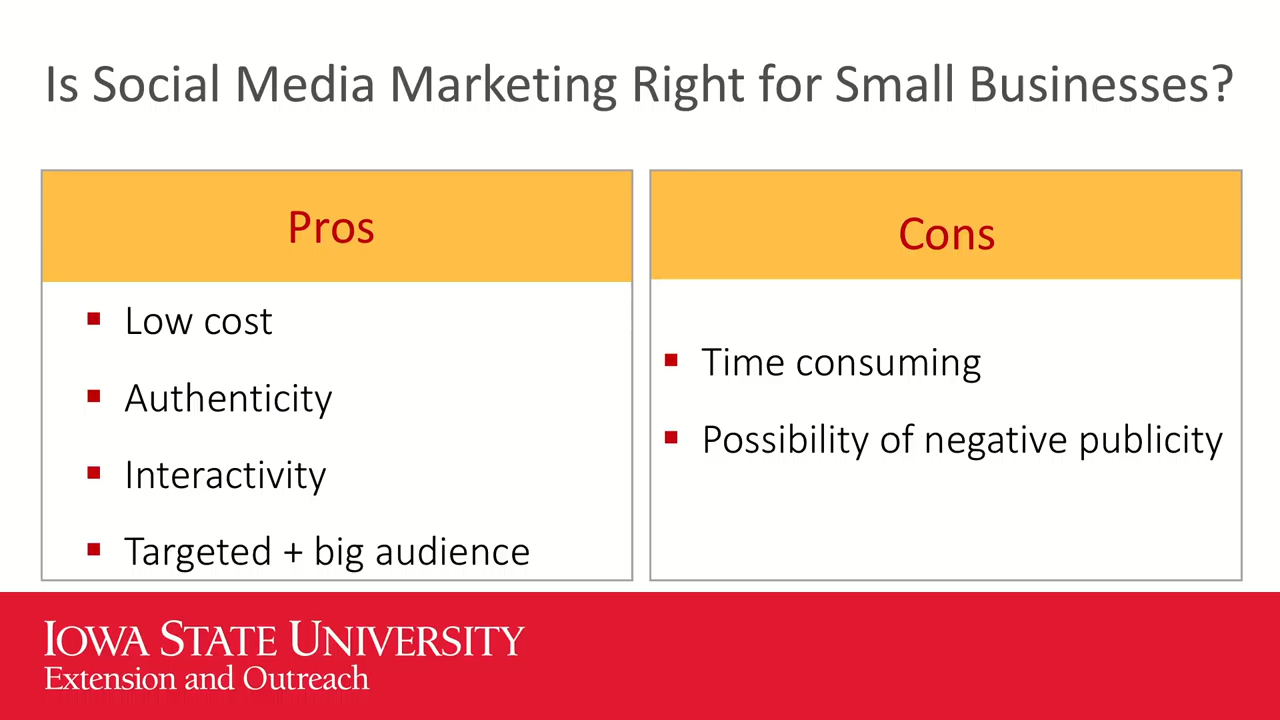 Is Social Media Marketing Right for Small Businesses?
Pros
Low cost
Authenticity
Interactivity
Targeted + big audience
Cons
Time consuming
Possibility of negative publicity
IOWA STATE UNIVERSITY
Extension and Outreach